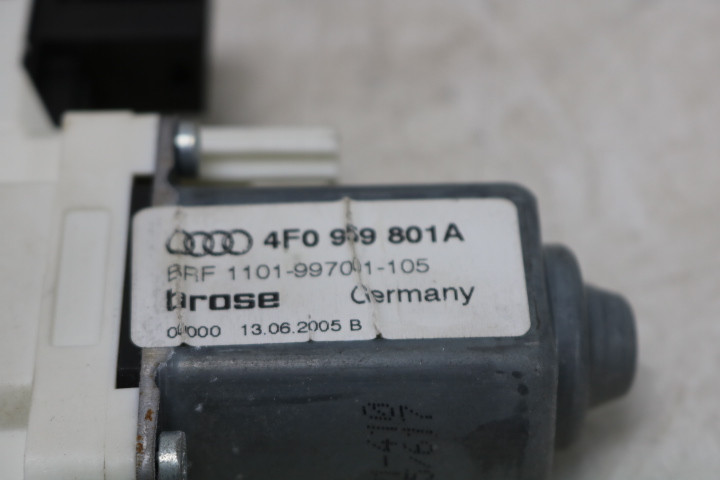 4F0 959 801A
BRF 1101-997001-105
brose Germany
00000 13.06.2005 B